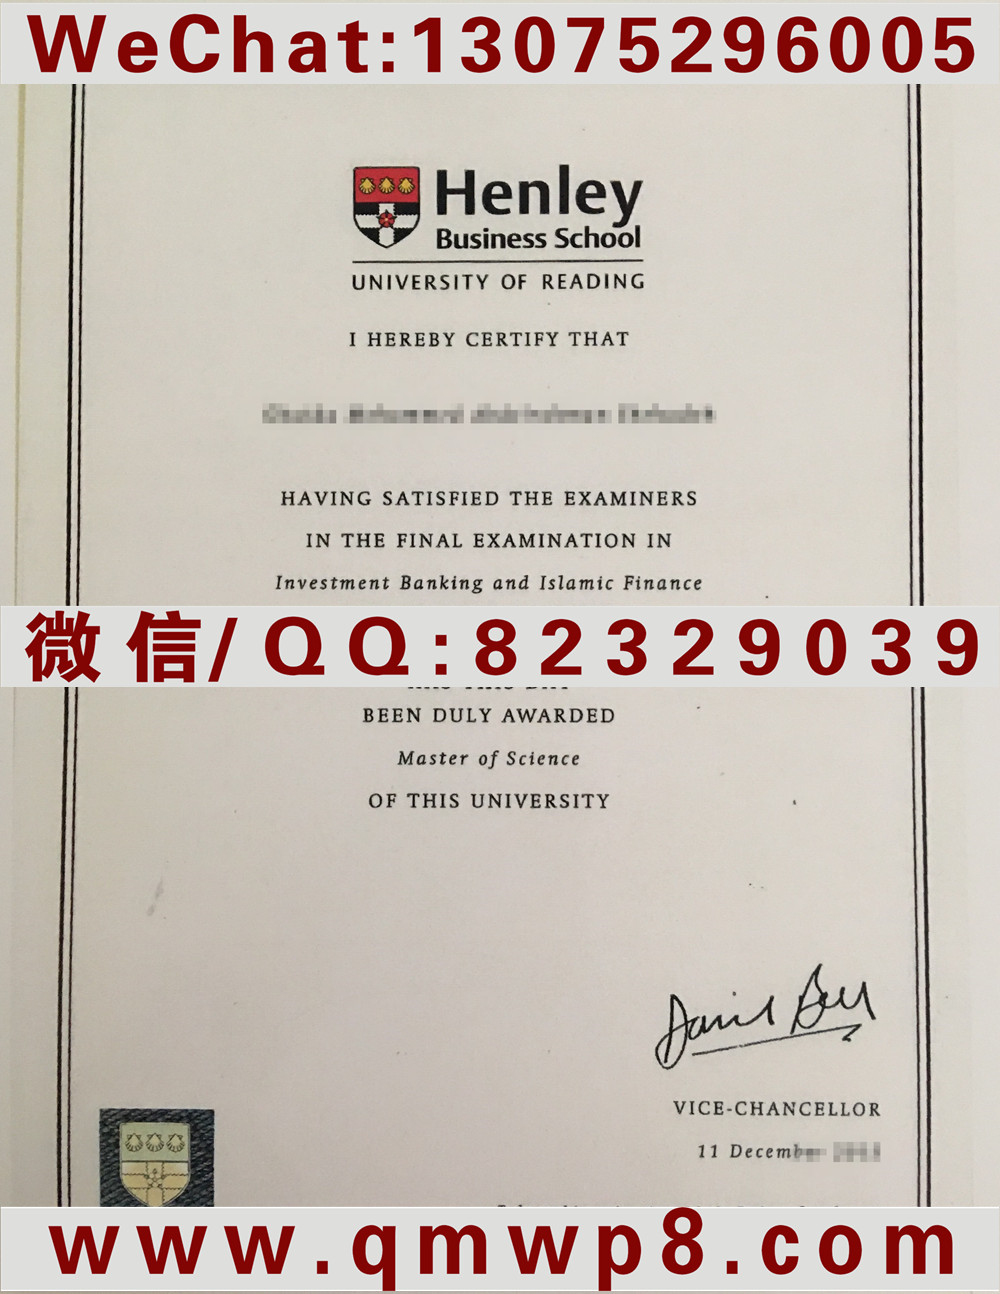 WeChat:13075296005
Henley
Business School
UNIVERSITY OF READING
I HEREBY CERTIFY THAT
HAVING SATISFIED THE EXAMINERS
IN THE FINAL EXAMINATION IN
Investment Banking and Islamic Finance
微信/QQ:82329039
BEEN DULY AWARDED
Master of Science
OF THIS UNIVERSITY
VICE-CHANCELLOR
11 December
www.qmwp8.com